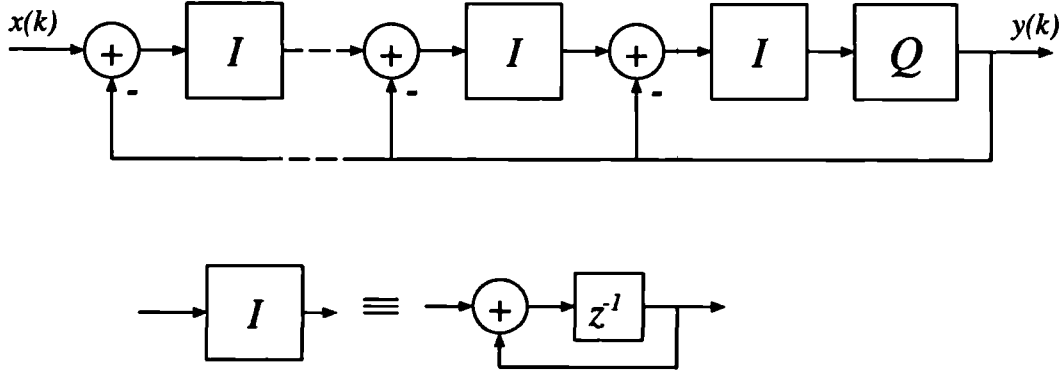 x(k) + I + I + I Q y(k)
- - -
I ≡ + z⁻¹
+